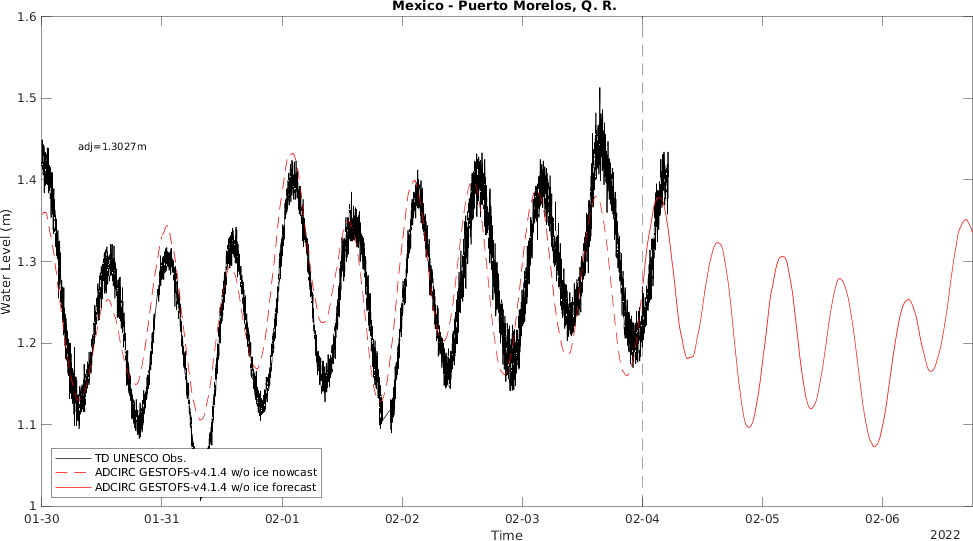 Mexico - Puerto Morelos, Q. R.
1.6
1.5
1.4
1.3
1.2
1.1
1
Water Level (m)
adj=1.3027m
TD UNESCO Obs.
ADCIRC GESTOFS-v4.1.4 w/o ice nowcast
ADCIRC GESTOFS-v4.1.4 w/o ice forecast
01-30 01-31 02-01 02-02 02-03 02-04 02-05 02-06
Time
2022